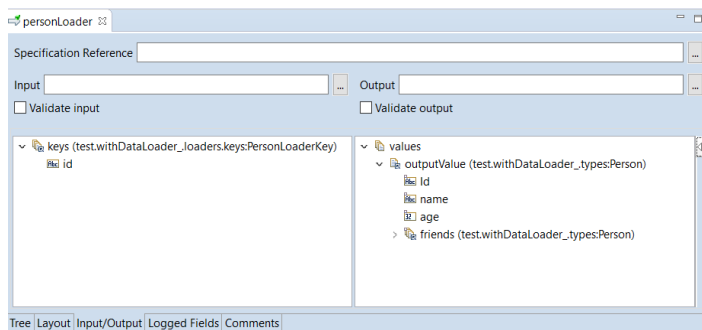 personLoader
Specification Reference ...
Input ... Output ...
Validate input Validate output
keys (test.withDataLoader_.loaders.keys:PersonLoaderKey)
id
values
outputValue (test.withDataLoader_.types:Person)
Id
name
age
friends (test.withDataLoader_.types:Person)
Tree Layout Input/Output Logged Fields Comments